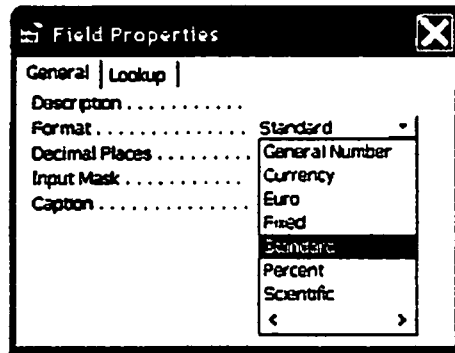 Field Properties
General Lookup
Description . . . . . . . . . . .
Format . . . . . . . . . . . . . . Standard
Decimal Places . . . . . . . . General Number
Input Mask . . . . . . . . . . . Currency
Caption . . . . . . . . . . . . . . Euro
Fixed
Standard
Percent
Scientific
< >